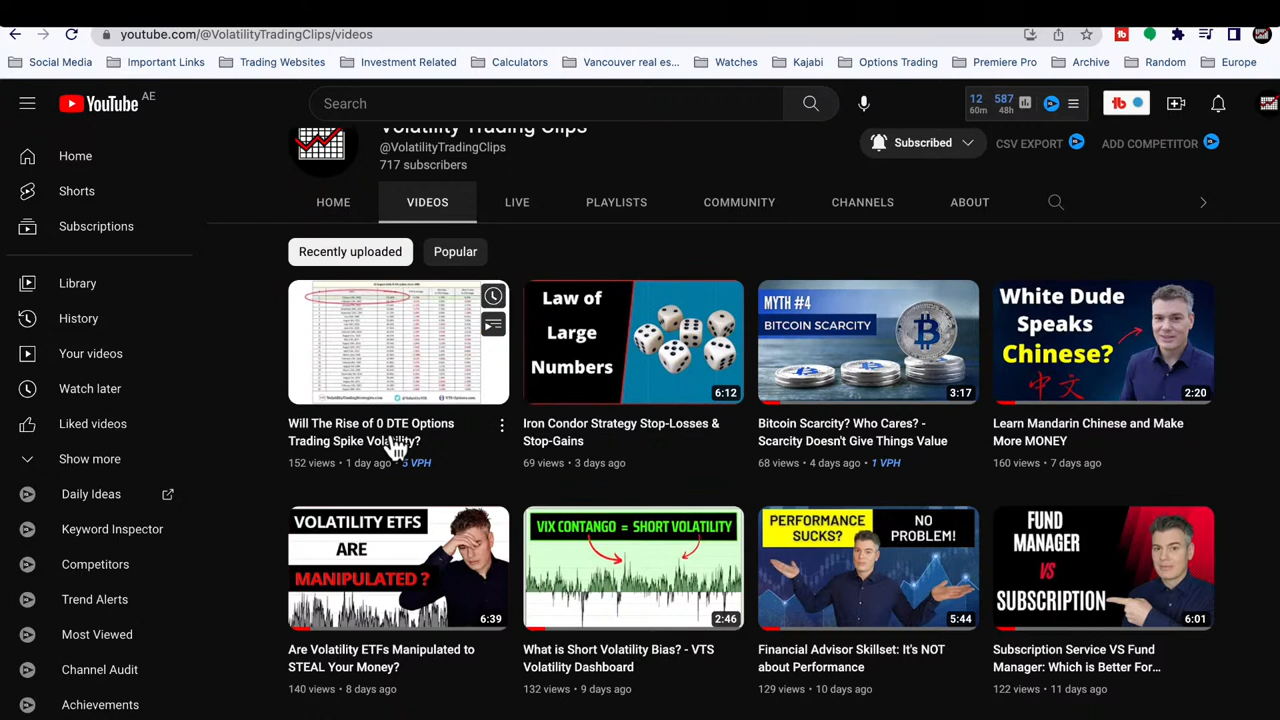 youtube.com/@VolatilityTradingClips/videos
Social Media
Important Links
Trading Websites
Investment Related
Calculators
Vancouver real es...
Watches
Kajabi
Options Trading
Premiere Pro
Archive
Random
Europe
YouTube AE
Search
12 587
60m 48h
Volatility Trading Clips
@VolatilityTradingClips
717 subscribers
Subscribed
CSV EXPORT
ADD COMPETITOR
Home
Shorts
Subscriptions
Library
History
Your videos
Watch later
Liked videos
Show more
Daily Ideas
Keyword Inspector
Competitors
Trend Alerts
Most Viewed
Channel Audit
Achievements
HOME
VIDEOS
LIVE
PLAYLISTS
COMMUNITY
CHANNELS
ABOUT
Recently uploaded
Popular
Will The Rise of 0 DTE Options
Trading Spike Volatility?
152 views • 1 day ago • 5 VPH
Law of
Large
Numbers
6:12
Iron Condor Strategy Stop-Losses &
Stop-Gains
69 views • 3 days ago
MYTH #4
BITCOIN SCARCITY
3:17
Bitcoin Scarcity? Who Cares? -
Scarcity Doesn't Give Things Value
68 views • 4 days ago • 1 VPH
White Dude
Speaks
Chinese?
中文
2:20
Learn Mandarin Chinese and Make
More MONEY
160 views • 7 days ago
VOLATILITY ETFS
ARE
MANIPULATED ?
6:39
Are Volatility ETFs Manipulated to
STEAL Your Money?
140 views • 8 days ago
VIX CONTANGO = SHORT VOLATILITY
2:46
What is Short Volatility Bias? - VTS
Volatility Dashboard
132 views • 9 days ago
PERFORMANCE
SUCKS?
NO
PROBLEM!
5:44
Financial Advisor Skillset: It's NOT
about Performance
129 views • 10 days ago
FUND
MANAGER
VS
SUBSCRIPTION
6:01
Subscription Service VS Fund
Manager: Which is Better For...
122 views • 11 days ago